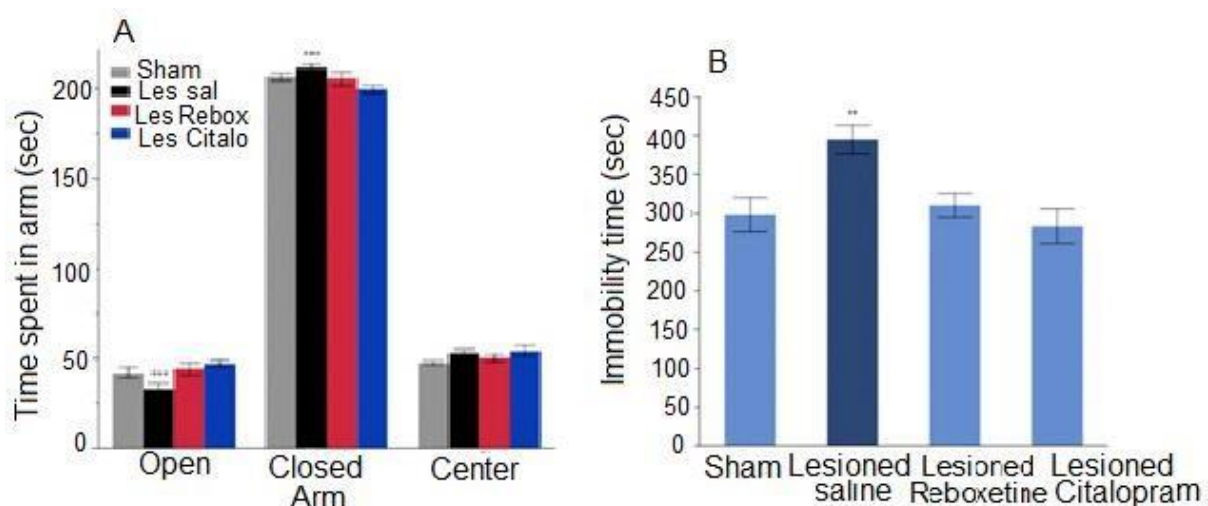 A
Sham
Les sal
Les Rebox
Les Citalo
***
***
Time spent in arm (sec)
200
150
100
50
0
Open
Closed
Arm
Center
B
**
Immobility time (sec)
450
400
350
300
250
200
150
100
50
0
Sham
Lesioned
saline
Lesioned
Reboxetine
Lesioned
Citalopram